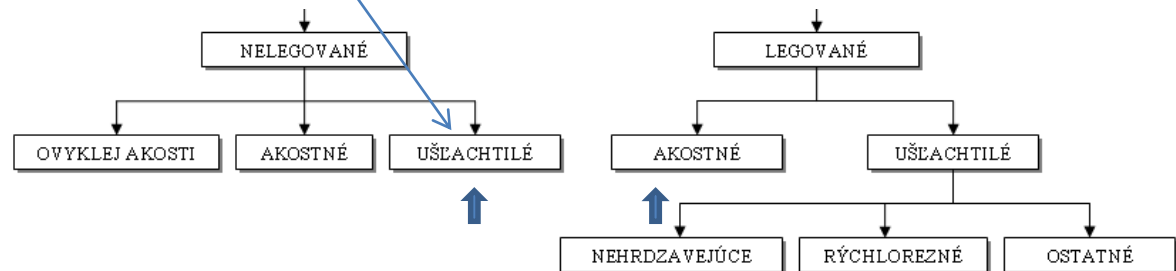 NELEGOVANÉ
LEGOVANÉ
OVYKLEJ AKOSTI
AKOSTNÉ
UŠĽACHTILÉ
AKOSTNÉ
UŠĽACHTILÉ
NEHRDZAVEJÚCE
RÝCHLOREZNÉ
OSTATNÉ